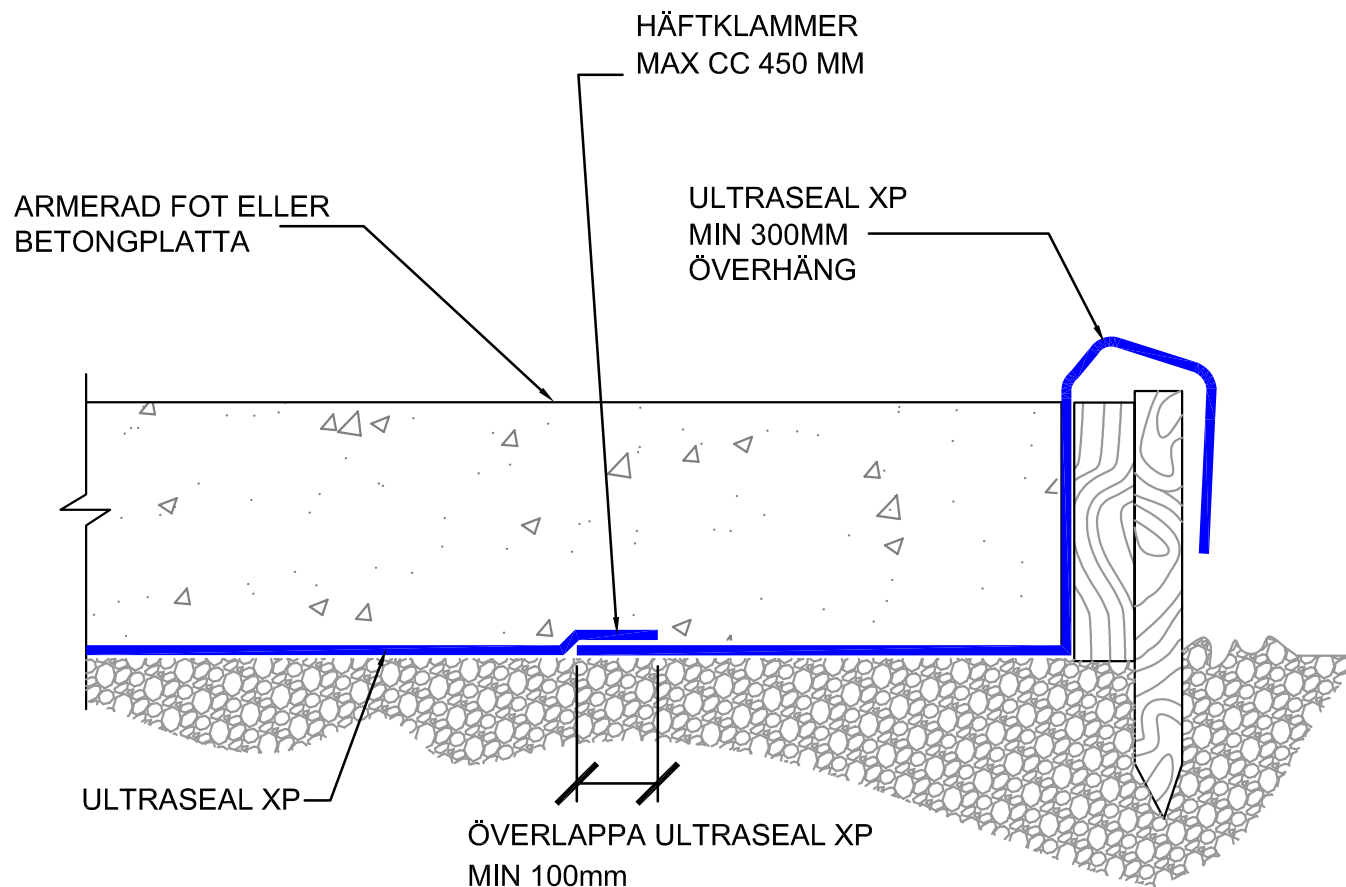 HÄFTKLAMMER
MAX CC 450 MM
ARMERAD FOT ELLER
BETONGPLATTA
ULTRASEAL XP
MIN 300MM
ÖVERHÄNG
ULTRASEAL XP
ÖVERLAPPA ULTRASEAL XP
MIN 100mm